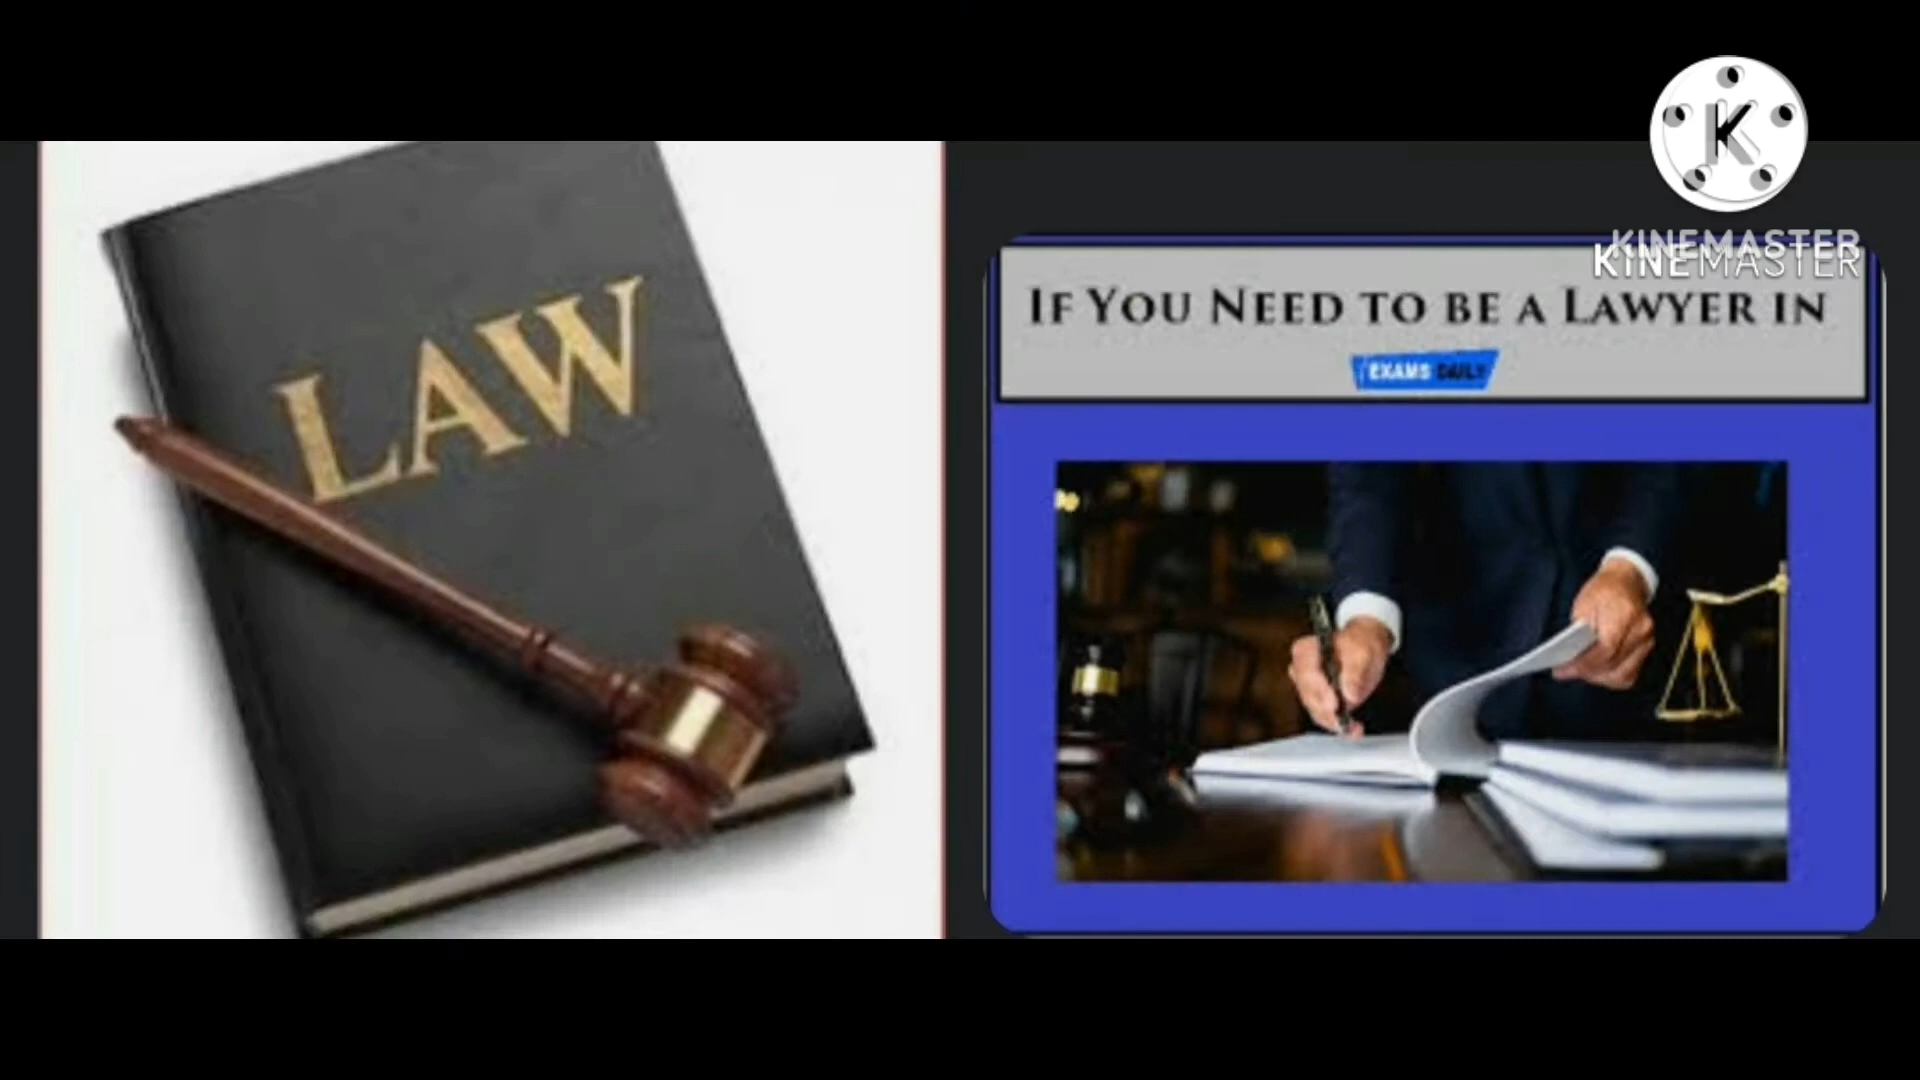 LAW
K
KINEMASTER
KINEMASTER
IF YOU NEED TO BE A LAWYER IN
EXAMS DAILY